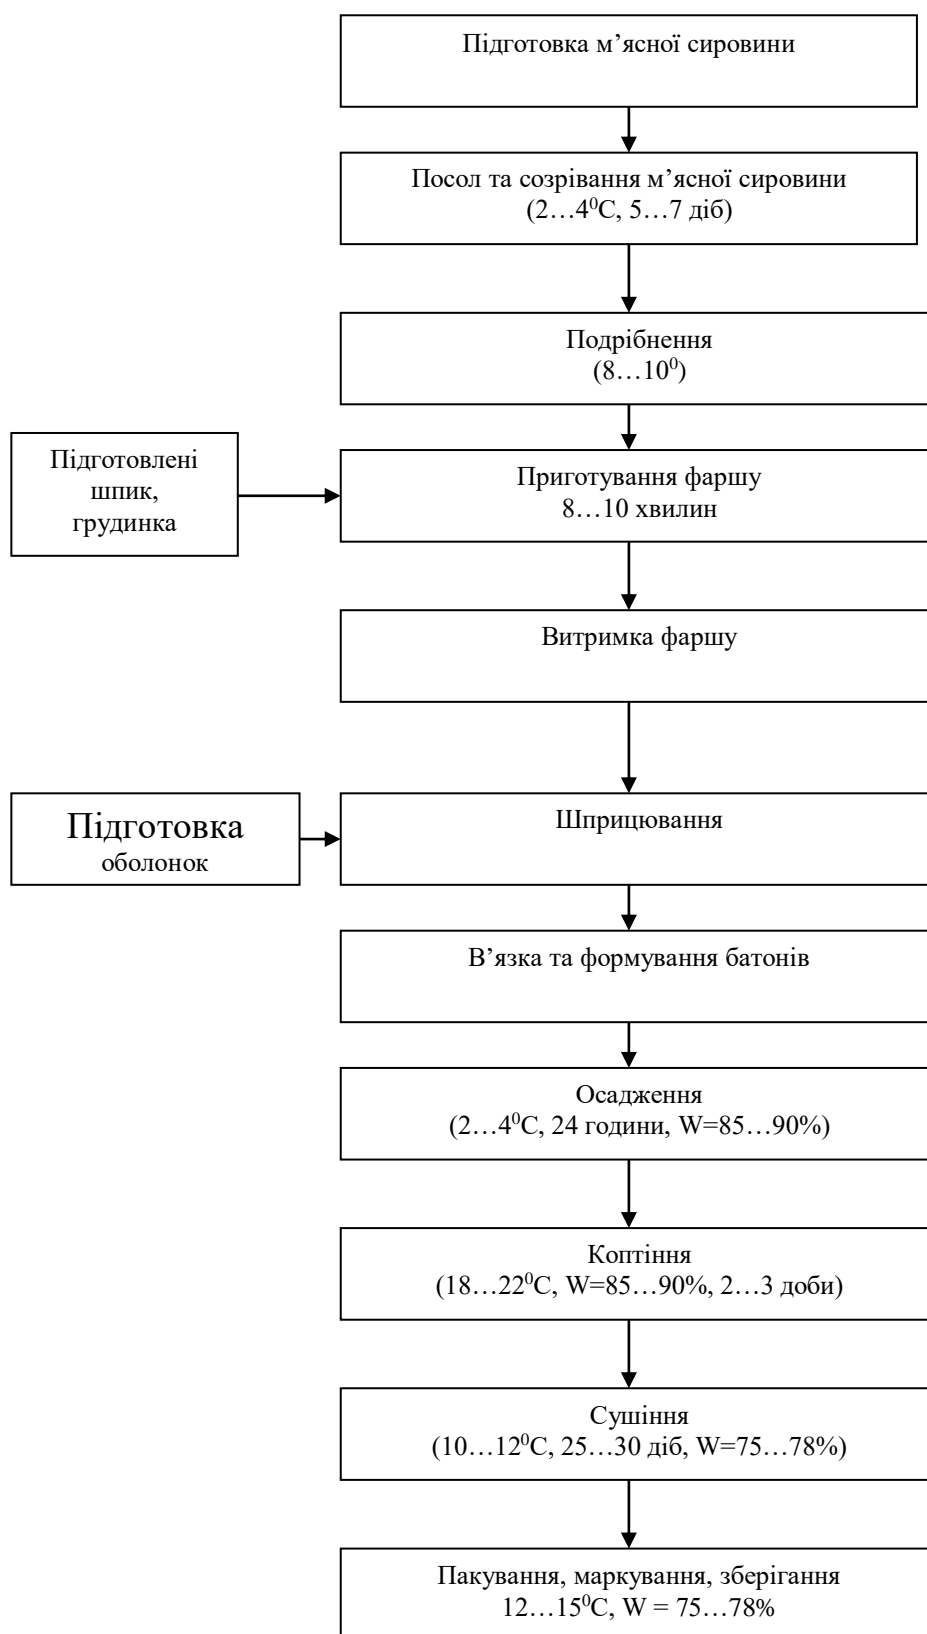 Підготовка м’ясної сировини
Посол та созрівання м’ясної сировини
(2…4⁰С, 5…7 діб)
Подрібнення
(8…10⁰)
Підготовлені
шпик,
грудинка
Приготування фаршу
8…10 хвилин
Витримка фаршу
Підготовка
оболонок
Шприцювання
В’язка та формування батонів
Осадження
(2…4⁰С, 24 години, W=85…90%)
Коптіння
(18…22⁰С, W=85…90%, 2…3 доби)
Сушіння
(10…12⁰С, 25…30 діб, W=75…78%)
Пакування, маркування, зберігання
12…15⁰С, W = 75…78%